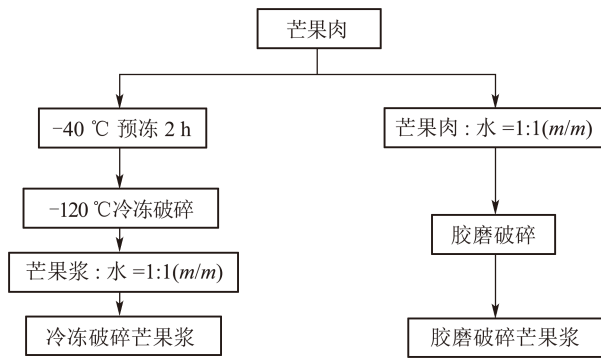 芒果肉
-40 ℃ 预冻 2 h
芒果肉 : 水 =1:1(m/m)
-120 ℃冷冻破碎
胶磨破碎
芒果浆 : 水 =1:1(m/m)
冷冻破碎芒果浆
胶磨破碎芒果浆